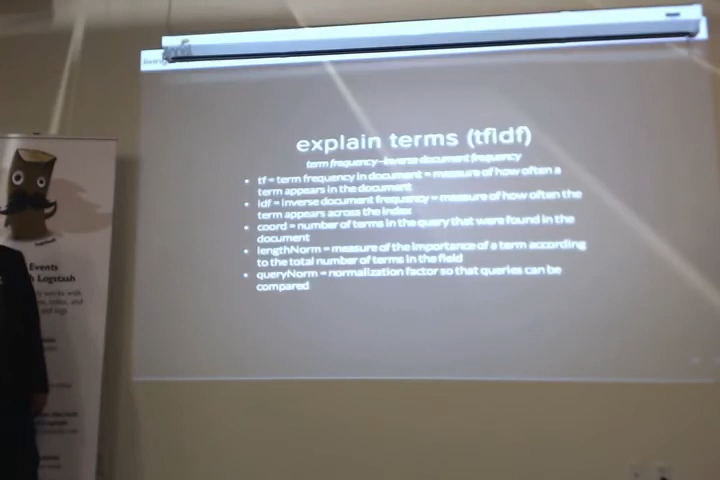 living
explain terms (tfidf)
term frequency-inverse document frequency
• tf = term frequency in document = measure of how often a
term appears in the document
• idf = inverse document frequency = measure of how often the
term appears across the index
• coord = number of terms in the query that were found in the
document
• lengthNorm = measure of the importance of a term according
to the total number of terms in the field
• queryNorm = normalization factor so that queries can be
compared
Events
Logstash
and logs